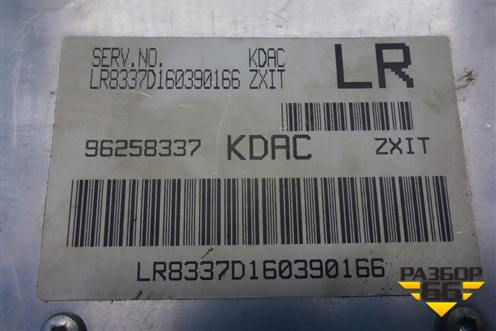 SERV.NO. KDAC LR
LR8337D160390166 ZXIT
96258337 KDAC ZXIT
LR8337D160390166
РАЗБОР
66